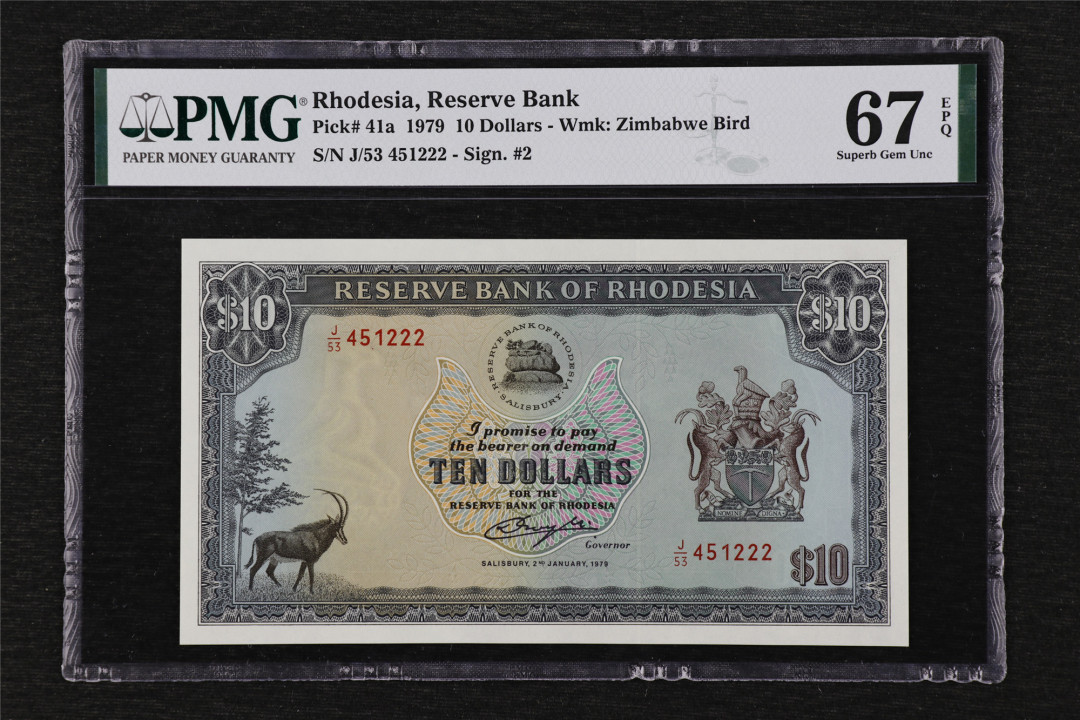 PMG®
PAPER MONEY GUARANTY
Rhodesia, Reserve Bank
Pick# 41a 1979 10 Dollars - Wmk: Zimbabwe Bird
S/N J/53 451222 - Sign. #2
67 EPQ
Superb Gem Unc
RESERVE BANK OF RHODESIA
$10
$10
J/53 451222
RESERVE BANK OF RHODESIA
·SALISBURY·
I promise to pay
the bearer on demand
TEN DOLLARS
FOR THE
RESERVE BANK OF RHODESIA
Governor
SALISBURY, 2ND JANUARY, 1979
NOMINE DIGNA
J/53 451222
$10